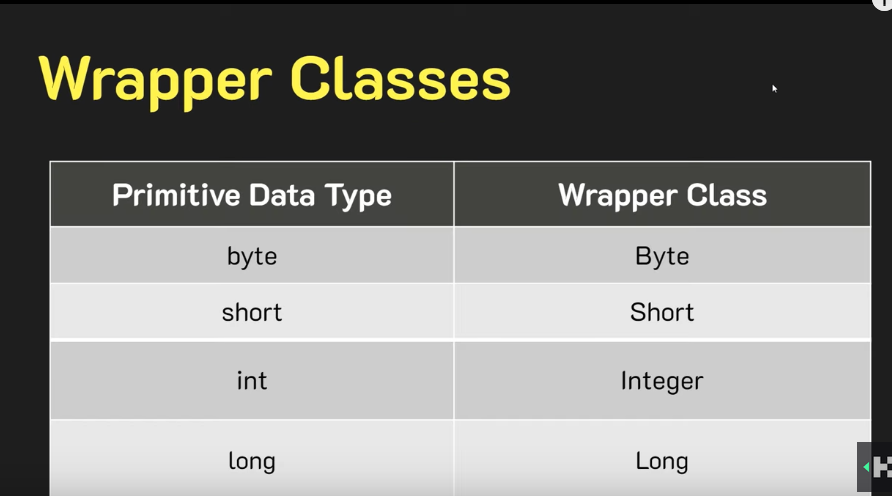 Wrapper Classes
Primitive Data Type Wrapper Class
byte Byte
short Short
int Integer
long Long